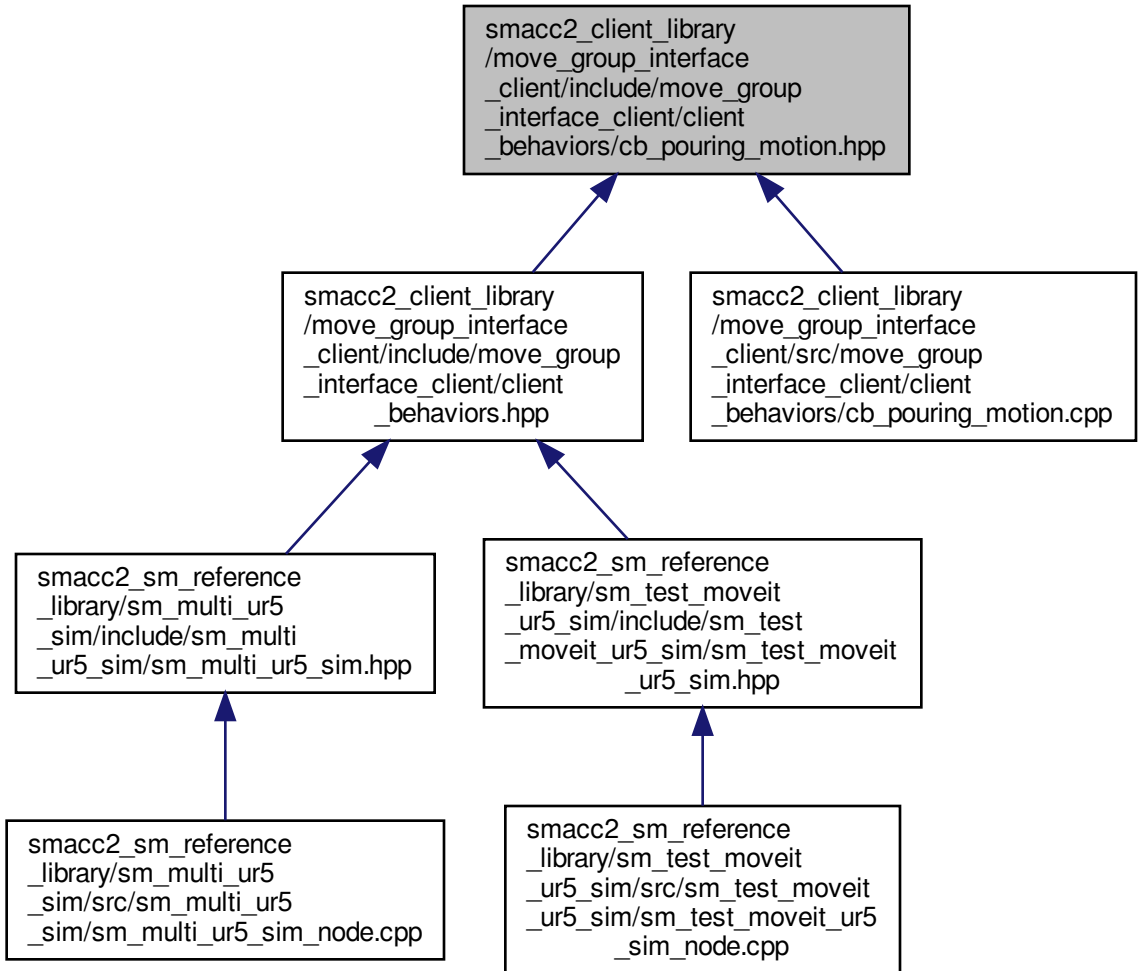 smacc2_client_library
/move_group_interface
_client/include/move_group
_interface_client/client
_behaviors/cb_pouring_motion.hpp
smacc2_client_library
/move_group_interface
_client/include/move_group
_interface_client/client
_behaviors.hpp
smacc2_client_library
/move_group_interface
_client/src/move_group
_interface_client/client
_behaviors/cb_pouring_motion.cpp
smacc2_sm_reference
_library/sm_multi_ur5
_sim/include/sm_multi
_ur5_sim/sm_multi_ur5_sim.hpp
smacc2_sm_reference
_library/sm_test_moveit
_ur5_sim/include/sm_test
_moveit_ur5_sim/sm_test_moveit
_ur5_sim.hpp
smacc2_sm_reference
_library/sm_multi_ur5
_sim/src/sm_multi_ur5
_sim/sm_multi_ur5_sim_node.cpp
smacc2_sm_reference
_library/sm_test_moveit
_ur5_sim/src/sm_test_moveit
_ur5_sim/sm_test_moveit_ur5
_sim_node.cpp